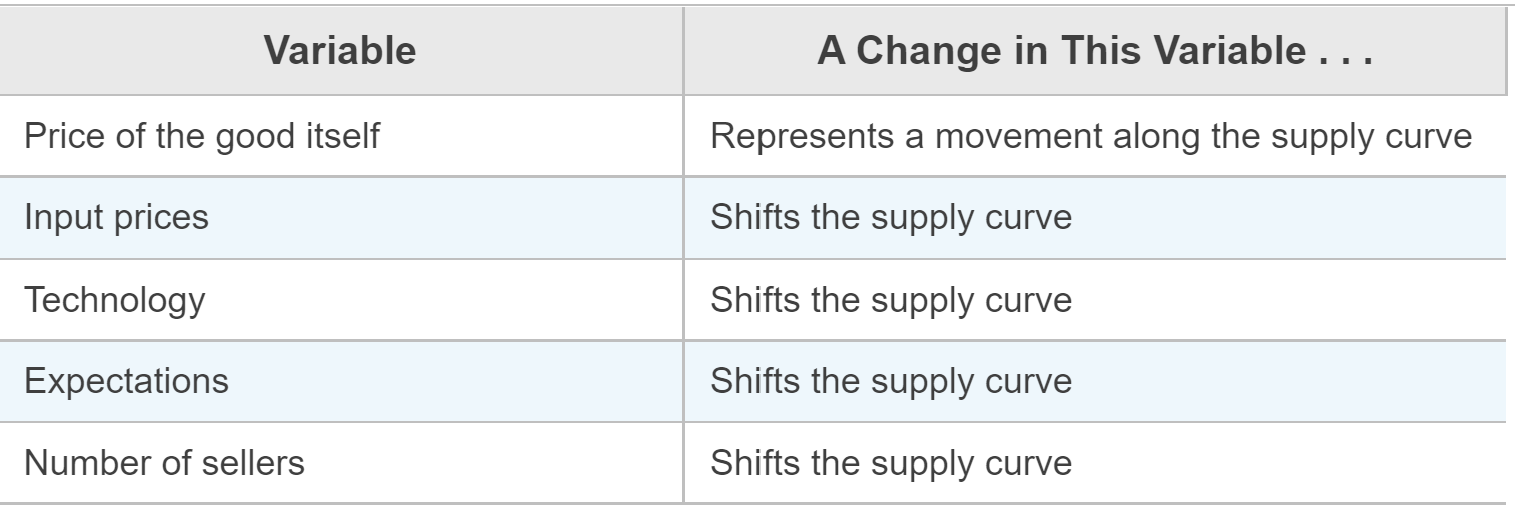 Variable
A Change in This Variable . . .
Price of the good itself
Represents a movement along the supply curve
Input prices
Shifts the supply curve
Technology
Shifts the supply curve
Expectations
Shifts the supply curve
Number of sellers
Shifts the supply curve